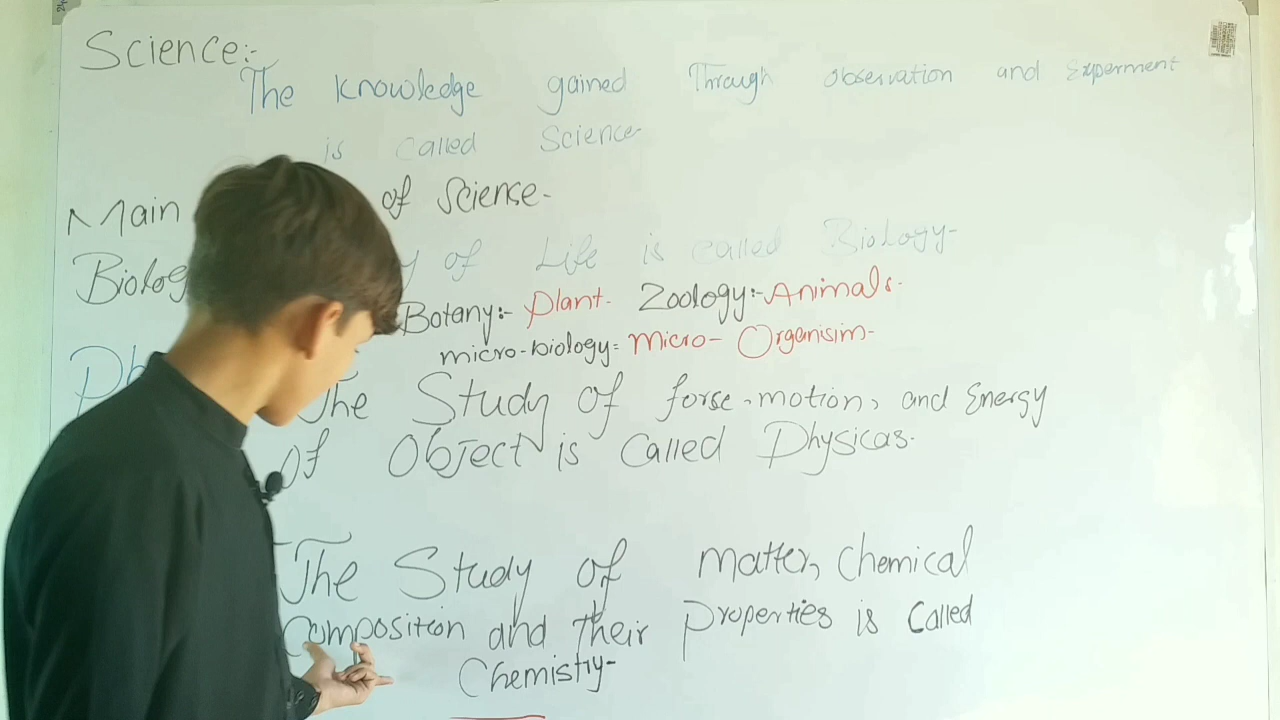 Science:-
The Knowledge gained Through observation and Experment
is called Science
Main of Science-
Biolog y of Life is called Biology-
Botany:- Plant. Zoology:- Animals.
micro-biology= Micro- Organisim-
Ph The Study of forse, motion, and Energy
of Object is Called Physicas.
The Study of matter, chemical
Composition and their properties is called
Chemistry-